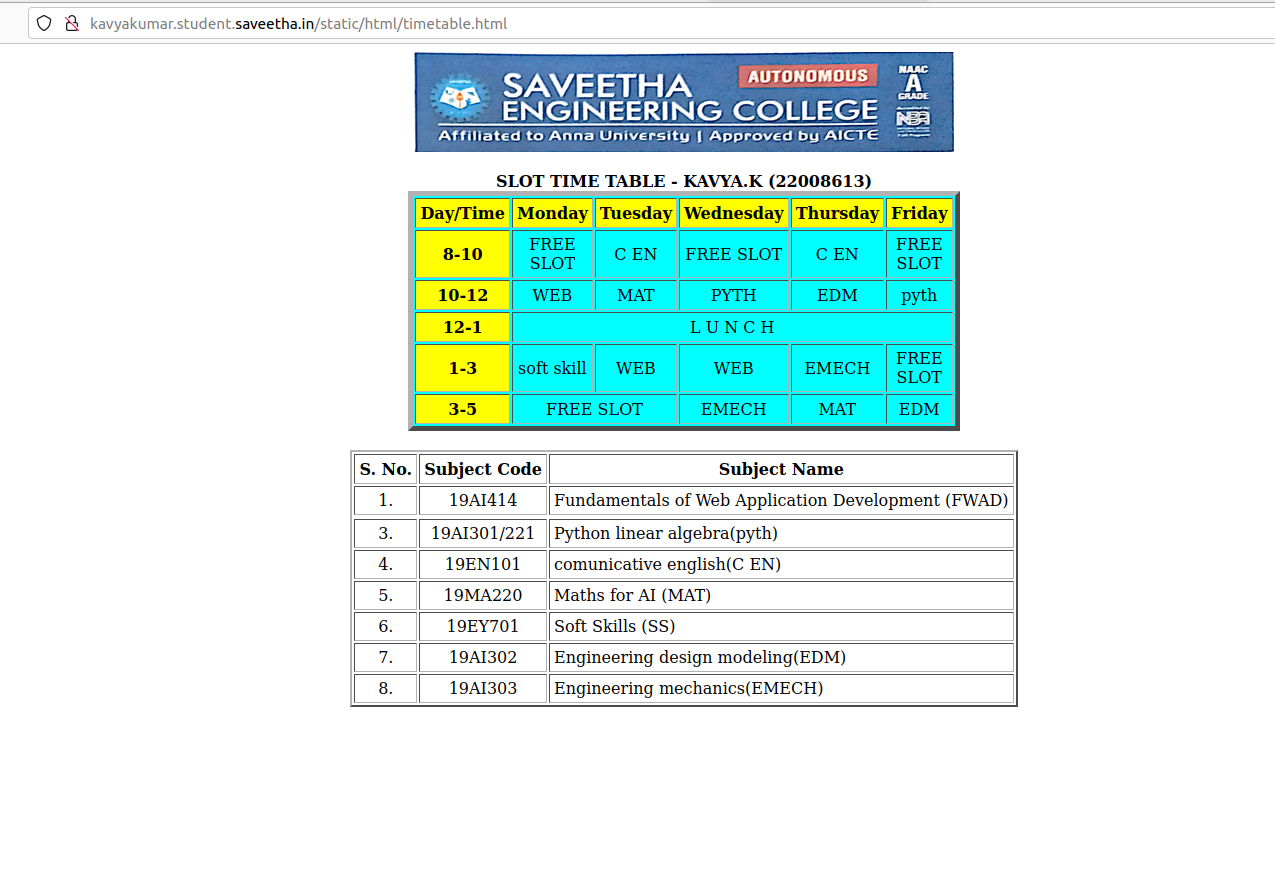 kavyakumar.student.saveetha.in/static/html/timetable.html
SAVEETHA AUTONOMOUS NAAC
A
GRADE
ENGINEERING COLLEGE NBA
Affiliated to Anna University | Approved by AICTE
SLOT TIME TABLE - KAVYA.K (22008613)
Day/Time Monday Tuesday Wednesday Thursday Friday
8-10 FREE SLOT C EN FREE SLOT C EN FREE SLOT
10-12 WEB MAT PYTH EDM pyth
12-1 L U N C H
1-3 soft skill WEB WEB EMECH FREE SLOT
3-5 FREE SLOT EMECH MAT EDM
S. No. Subject Code Subject Name
1. 19AI414 Fundamentals of Web Application Development (FWAD)
3. 19AI301/221 Python linear algebra(pyth)
4. 19EN101 comunicative english(C EN)
5. 19MA220 Maths for AI (MAT)
6. 19EY701 Soft Skills (SS)
7. 19AI302 Engineering design modeling(EDM)
8. 19AI303 Engineering mechanics(EMECH)